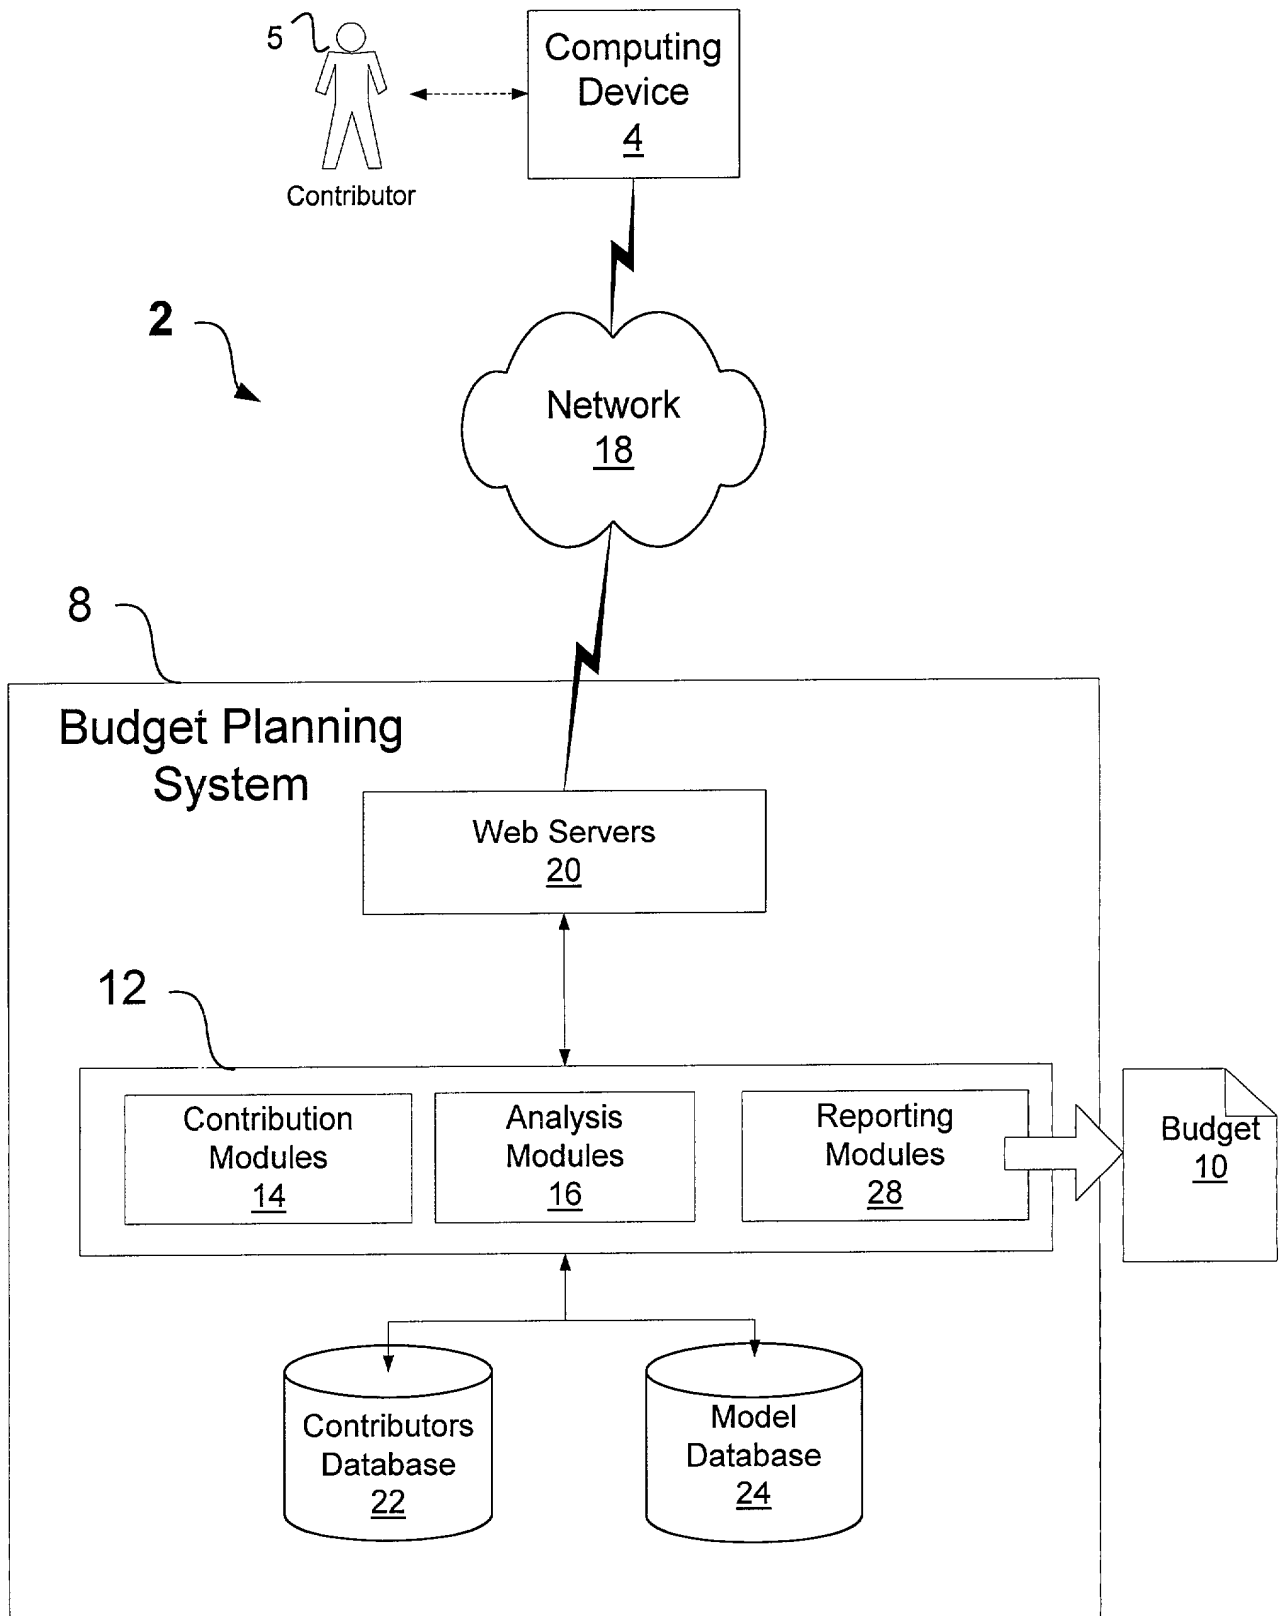 5
Computing
Device
4
Contributor
2
Network
18
8
Budget Planning
System
Web Servers
20
12
Contribution
Modules
14
Analysis
Modules
16
Reporting
Modules
28
Budget
10
Contributors
Database
22
Model
Database
24